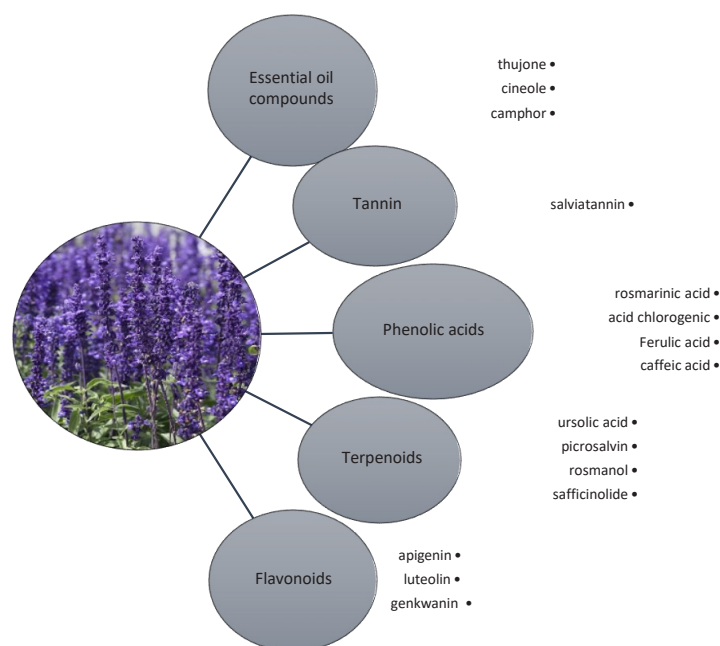 Essential oil
compounds
thujone •
cineole •
camphor •
Tannin
salviatannin •
Phenolic acids
rosmarinic acid •
acid chlorogenic •
Ferulic acid •
caffeic acid •
Terpenoids
ursolic acid •
picrosalvin •
rosmanol •
safficinolide •
Flavonoids
apigenin •
luteolin •
genkwanin •